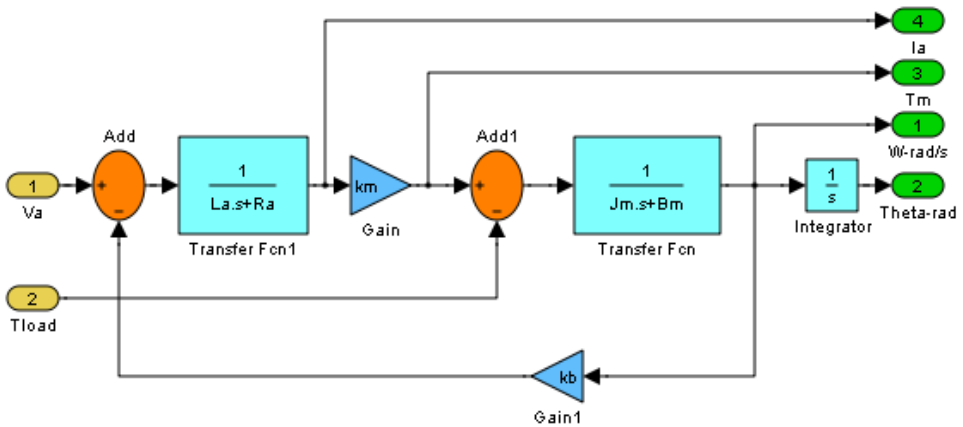 4
Ia
3
Tm
Add
Add1
1
W-rad/s
1
Va
+
−
1
La.s+Ra
Transfer Fcn1
km
Gain
+
−
1
Jm.s+Bm
Transfer Fcn
1
s
Integrator
2
Theta-rad
2
Tload
kb
Gain1